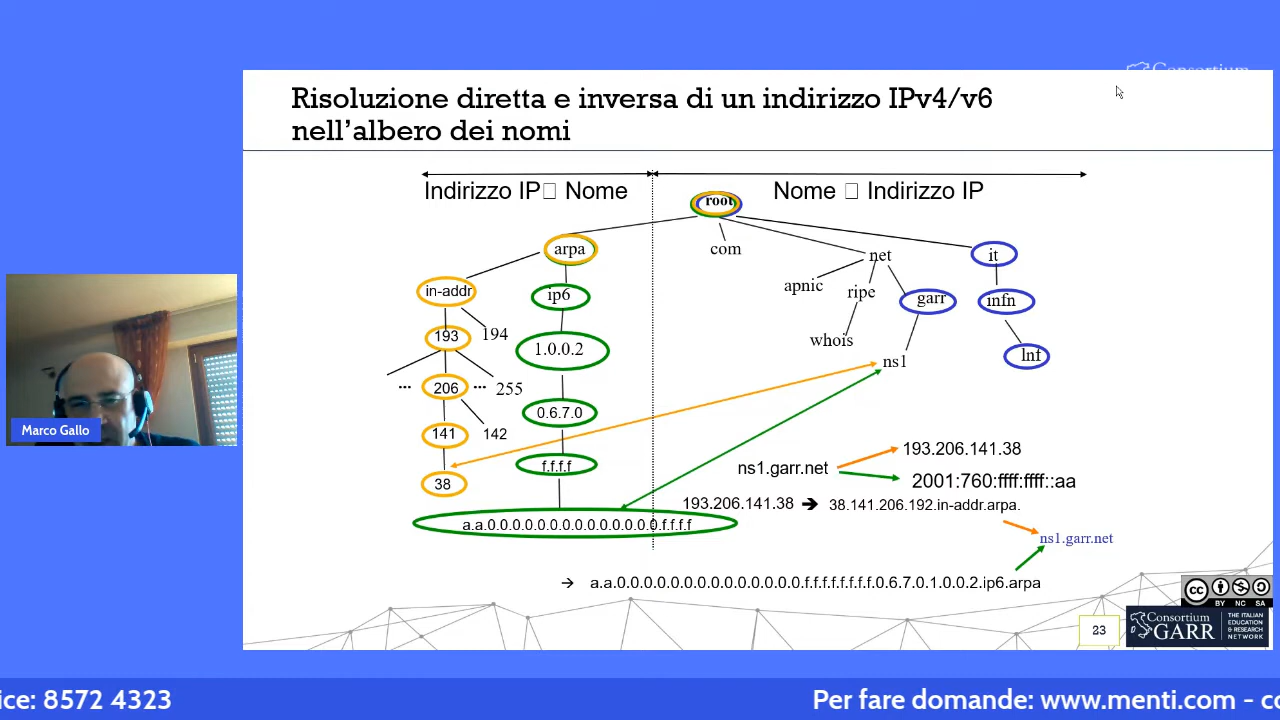 Consortium
Risoluzione diretta e inversa di un indirizzo IPv4/v6
nell'albero dei nomi
Indirizzo IP□ Nome
Nome □ Indirizzo IP
root
arpa
com
net
it
in-addr
ip6
apnic
ripe
garr
infn
193
194
1.0.0.2
whois
ns1
lnf
...
206
...
255
0.6.7.0
141
142
f.f.f.f
38
ns1.garr.net
193.206.141.38
2001:760:ffff:ffff::aa
193.206.141.38 ➔ 38.141.206.192.in-addr.arpa.
a.a.0.0.0.0.0.0.0.0.0.0.0.0.0.0.f.f.f.f
ns1.garr.net
→ a.a.0.0.0.0.0.0.0.0.0.0.0.0.0.0.f.f.f.f.f.f.f.f.0.6.7.0.1.0.0.2.ip6.arpa
Marco Gallo
cc
BY NC SA
23
Consortium
GARR
THE ITALIAN
EDUCATION
& RESEARCH
NETWORK
ice: 8572 4323
Per fare domande: www.menti.com - co